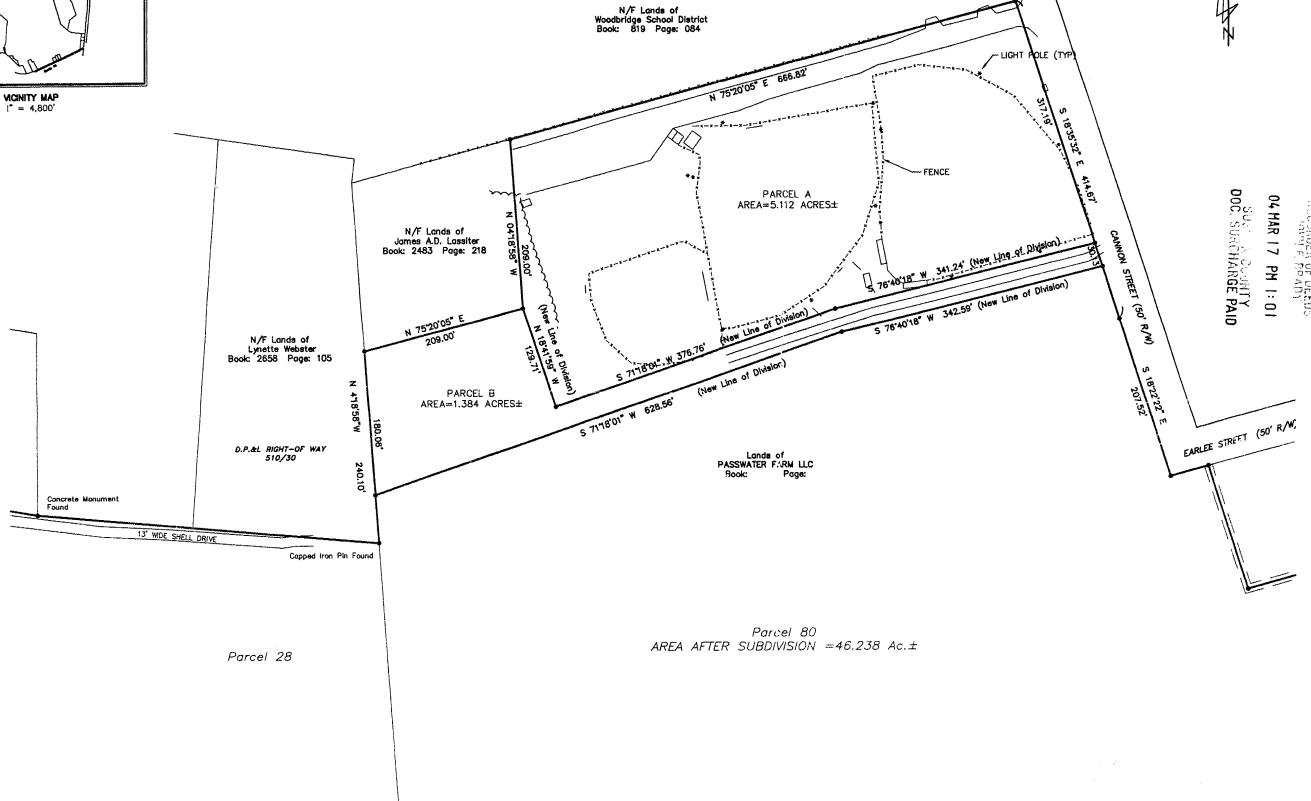 N/F Lands of
Woodbridge School District
Book: 819 Page: 084
VICINITY MAP
1" = 4,800'
N
LIGHT POLE (TYP)
N 75°20'05" E 666.82'
317.19'
S 18°35'32" E 414.67'
FENCE
PARCEL A
AREA=5.112 ACRES±
04 MAR 17 PM 1:01
DOC. SURCHARGE PAID
N/F Lands of
James A.D. Lassiter
Book: 2483 Page: 218
N 04°18'58" W
209.00'
CANNON STREET (50' R/W)
30.13'
S 76°40'18" W 341.24' (New Line of Division)
S 76°40'18" W 342.59' (New Line of Division)
N 75°20'05" E
209.00'
N 18°41'59" W
129.71'
(New Line of Division)
S 71°18'01" W 376.76' (New Line of Division)
N/F Lands of
Lynette Webster
Book: 2658 Page: 105
PARCEL B
AREA=1.384 ACRES±
N 4°18'58" W
180.06'
240.10'
S 71°18'01" W 628.56' (New Line of Division)
S 18°22'22" E
207.52'
EARLEE STREET (50' R/W)
D.P.&L RIGHT-OF WAY
510/30
Lands of
PASSWATER FARM LLC
Book: Page:
Concrete Monument
Found
13' WIDE SHELL DRIVE
Capped Iron Pin Found
Parcel 28
Parcel 80
AREA AFTER SUBDIVISION =46.238 Ac.±